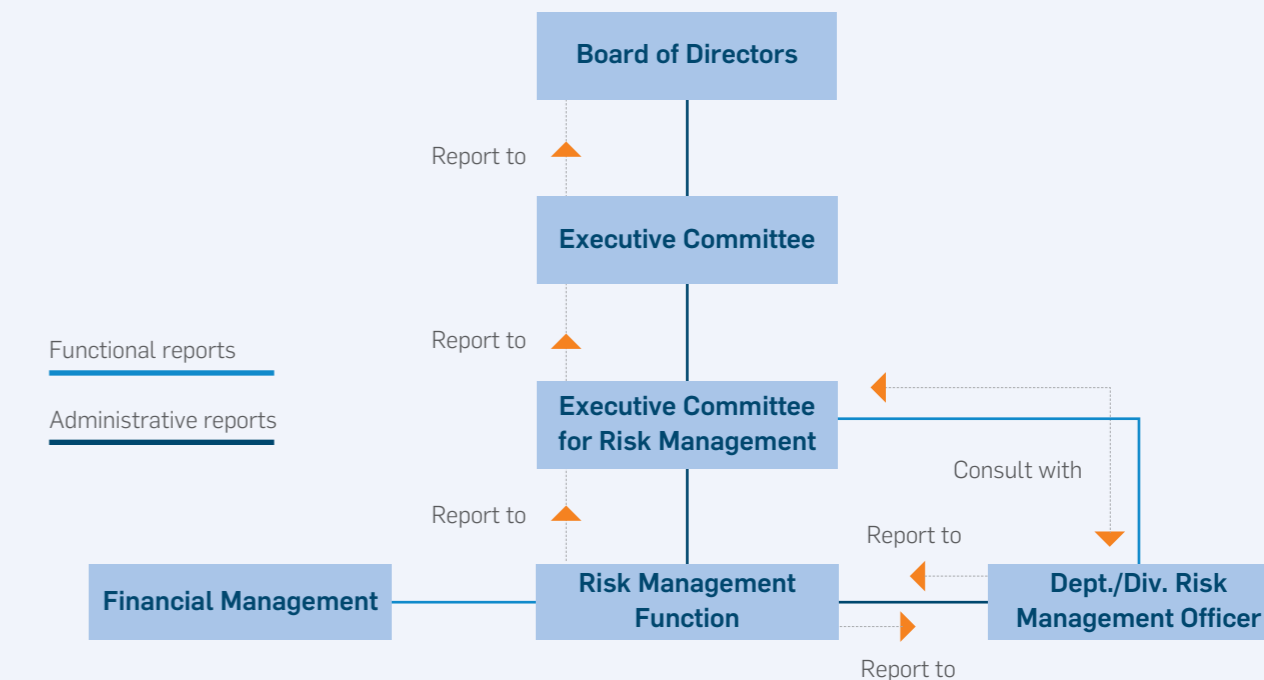 Board of Directors
Report to
Executive Committee
Functional reports
Report to
Administrative reports
Executive Committee
for Risk Management
Consult with
Report to
Report to
Financial Management
Risk Management
Function
Dept./Div. Risk
Management Officer
Report to